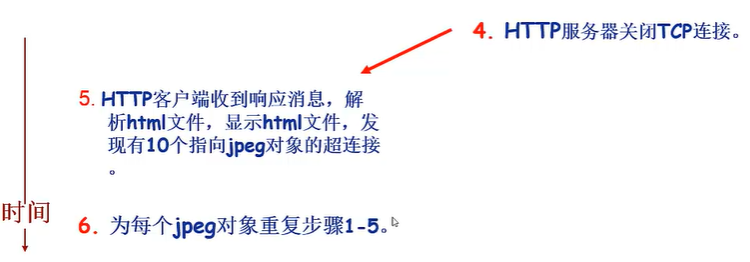 4. HTTP服务器关闭TCP连接。
5. HTTP客户端收到响应消息，解
析html文件，显示html文件，发
现有10个指向jpeg对象的超连接
。
时间
6. 为每个jpeg对象重复步骤1-5。